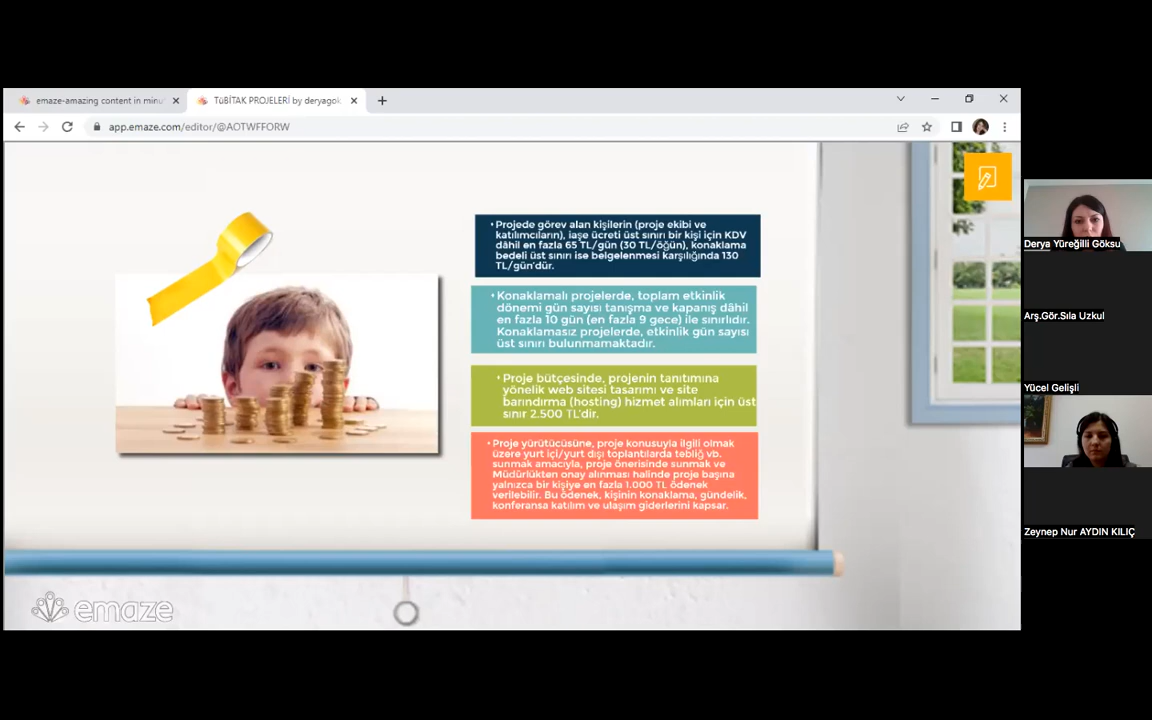 emaze-amazing content in minu
TüBİTAK PROJELERİ by deryagok
app.emaze.com/editor/@AOTWFFORW
• Projede görev alan kişilerin (proje ekibi ve
katılımcıların), iaşe ücreti üst sınırı bir kişi için KDV
dâhil en fazla 65 TL/gün (30 TL/öğün), konaklama
bedeli üst sınırı ise belgelenmesi karşılığında 130
TL/gün'dür.
• Konaklamalı projelerde, toplam etkinlik
dönemi gün sayısı tanışma ve kapanış dâhil
en fazla 10 gün (en fazla 9 gece) ile sınırlıdır.
Konaklamasız projelerde, etkinlik gün sayısı
üst sınırı bulunmamaktadır.
• Proje bütçesinde, projenin tanıtımına
yönelik web sitesi tasarımı ve site
barındırma (hosting) hizmet alımları için üst
sınır 2.500 TL'dir.
• Proje yürütücüsüne, proje konusuyla ilgili olmak
üzere yurt içi/yurt dışı toplantılarda tebliğ vb.
sunmak amacıyla, proje önerisinde sunmak ve
Müdürlükten onay alınması halinde proje başına
yalnızca bir kişiye en fazla 1.000 TL ödenek
verilebilir. Bu ödenek, kişinin konaklama, gündelik,
konferansa katılım ve ulaşım giderlerini kapsar.
emaze
Derya Yüreğilli Göksu
Arş.Gör.Sıla Uzkul
Yücel Gelişli
Zeynep Nur AYDIN KILIÇ